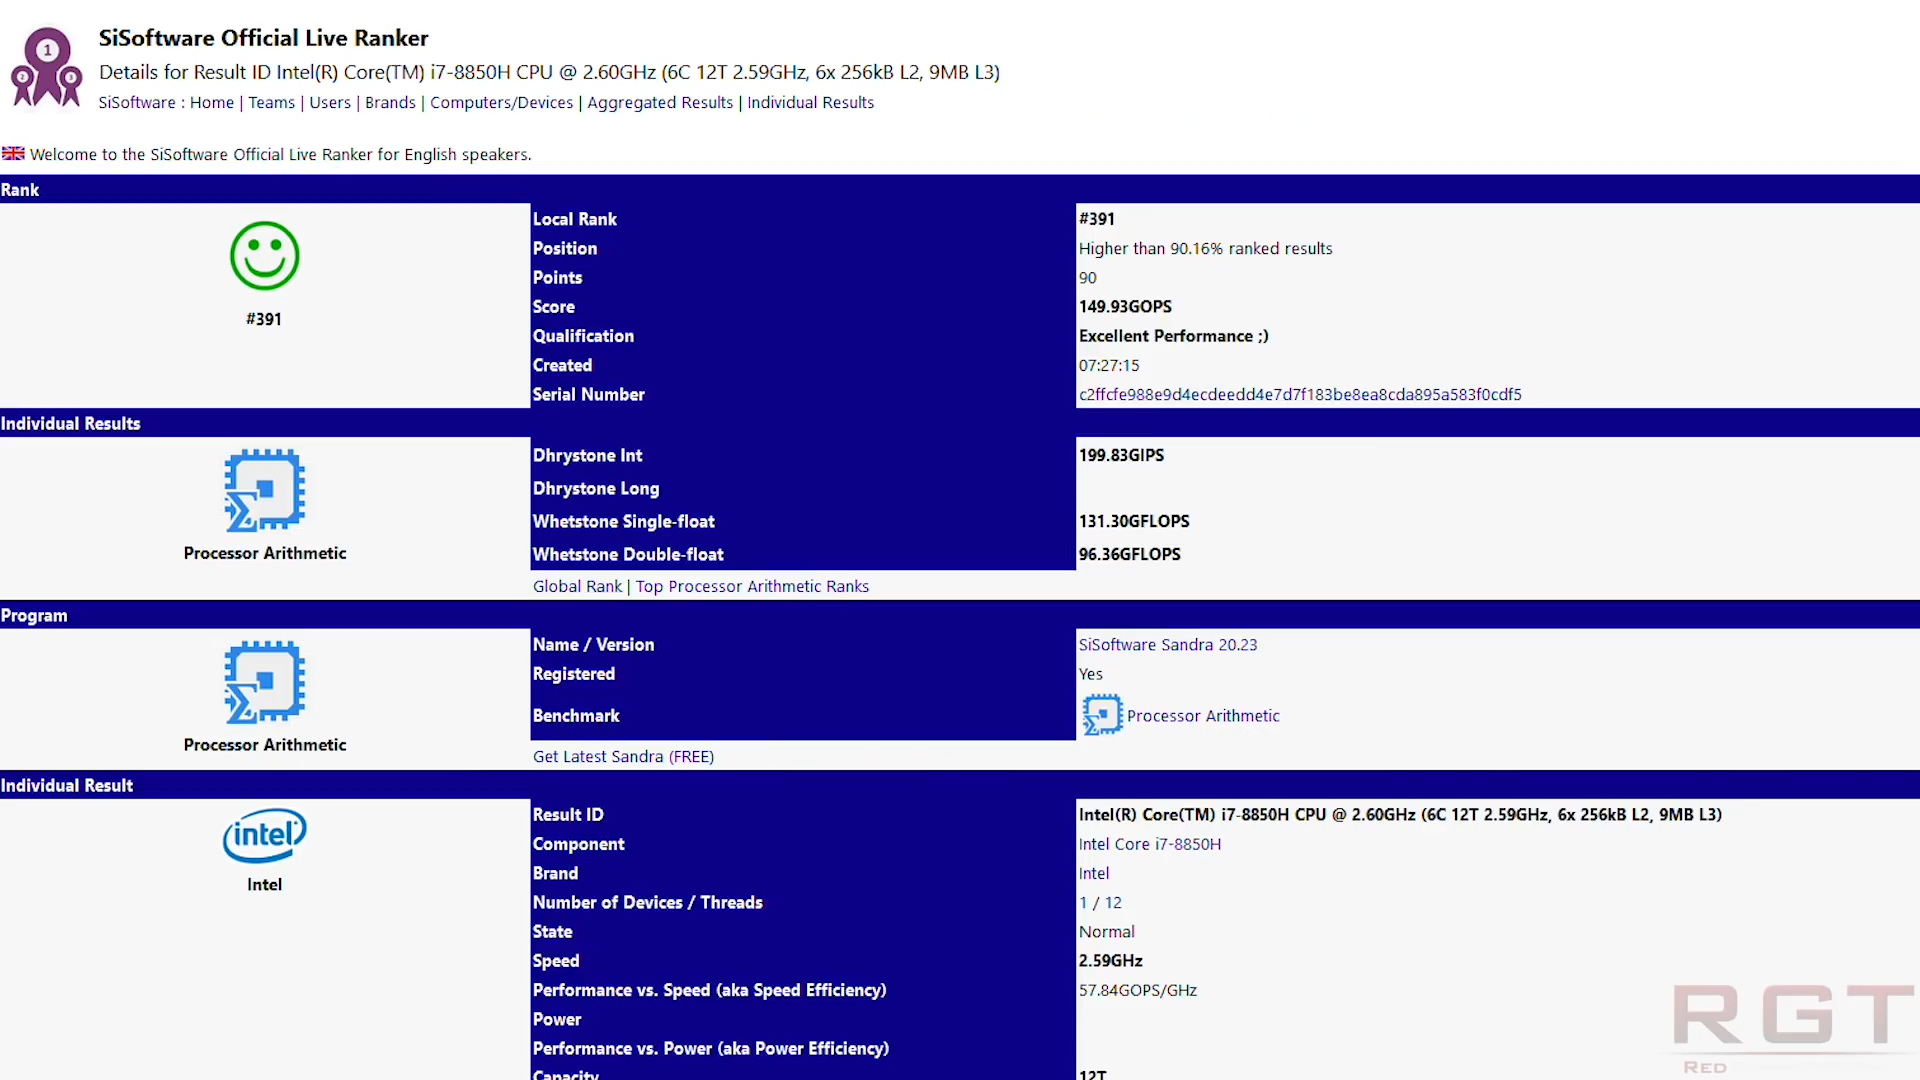 SiSoftware Official Live Ranker
Details for Result ID Intel(R) Core(TM) i7-8850H CPU @ 2.60GHz (6C 12T 2.59GHz, 6x 256kB L2, 9MB L3)
SiSoftware : Home | Teams | Users | Brands | Computers/Devices | Aggregated Results | Individual Results
Welcome to the SiSoftware Official Live Ranker for English speakers.
Rank
#391
Local Rank #391
Position Higher than 90.16% ranked results
Points 90
Score 149.93GOPS
Qualification Excellent Performance ;)
Created 07:27:15
Serial Number c2ffcfe988e9d4ecdeedd4e7d7f183be8ea8cda895a583f0cdf5
Individual Results
Processor Arithmetic
Dhrystone Int 199.83GIPS
Dhrystone Long
Whetstone Single-float 131.30GFLOPS
Whetstone Double-float 96.36GFLOPS
Global Rank | Top Processor Arithmetic Ranks
Program
Processor Arithmetic
Name / Version SiSoftware Sandra 20.23
Registered Yes
Benchmark Processor Arithmetic
Get Latest Sandra (FREE)
Individual Result
intel
Intel
Result ID Intel(R) Core(TM) i7-8850H CPU @ 2.60GHz (6C 12T 2.59GHz, 6x 256kB L2, 9MB L3)
Component Intel Core i7-8850H
Brand Intel
Number of Devices / Threads 1 / 12
State Normal
Speed 2.59GHz
Performance vs. Speed (aka Speed Efficiency) 57.84GOPS/GHz
Power
Performance vs. Power (aka Power Efficiency)
Capacity 12T
RGT
RED